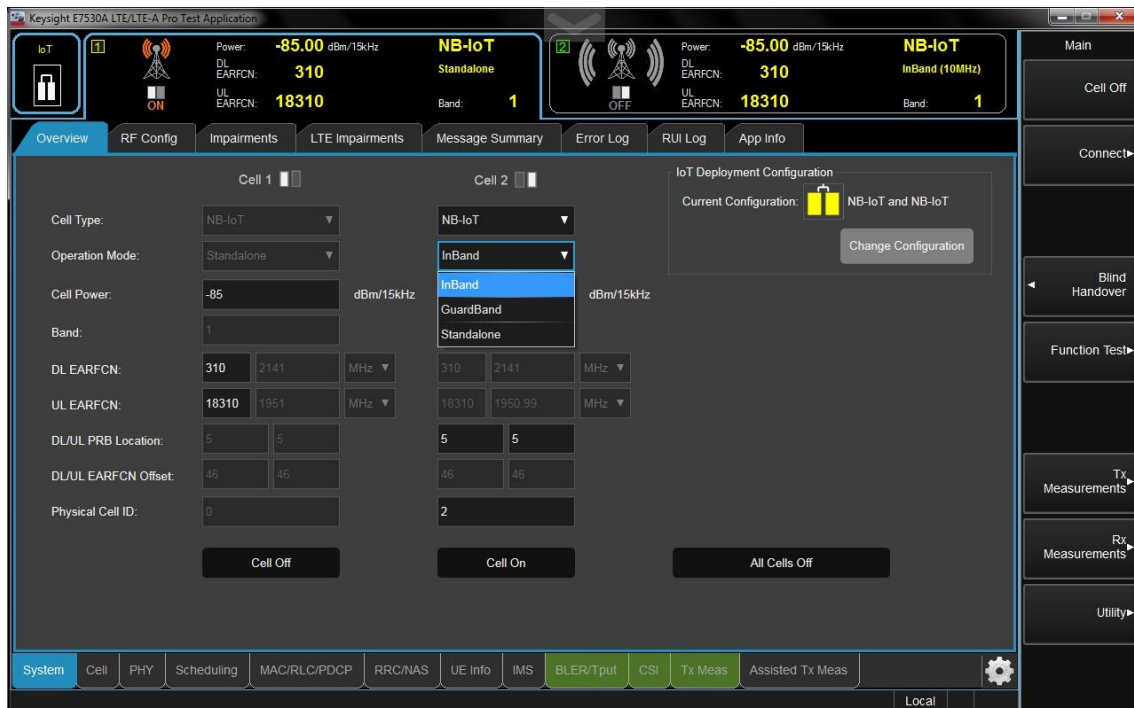 Keysight E7530A LTE/LTE-A Pro Test Application
IoT
1
ON
Power: -85.00 dBm/15kHz
DL EARFCN: 310
UL EARFCN: 18310
NB-IoT
Standalone
Band: 1
2
OFF
Power: -85.00 dBm/15kHz
DL EARFCN: 310
UL EARFCN: 18310
NB-IoT
InBand (10MHz)
Band: 1
Overview RF Config Impairments LTE Impairments Message Summary Error Log RUI Log App Info
Cell 1 Cell 2
Cell Type: NB-IoT NB-IoT
Operation Mode: Standalone InBand
InBand
GuardBand
Standalone
Cell Power: -85 dBm/15kHz dBm/15kHz
Band: 1
DL EARFCN: 310 2141 MHz 310 2141 MHz
UL EARFCN: 18310 1951 MHz 18310 1950.99 MHz
DL/UL PRB Location: 5 5 5 5
DL/UL EARFCN Offset: 46 46 46 46
Physical Cell ID: 0 2
Cell Off Cell On All Cells Off
IoT Deployment Configuration
Current Configuration: NB-IoT and NB-IoT
Change Configuration
System Cell PHY Scheduling MAC/RLC/PDCP RRC/NAS UE Info IMS BLER/Tput CSI Tx Meas Assisted Tx Meas
Local
Main
Cell Off
Connect
Blind
Handover
Function Test
Tx
Measurements
Rx
Measurements
Utility